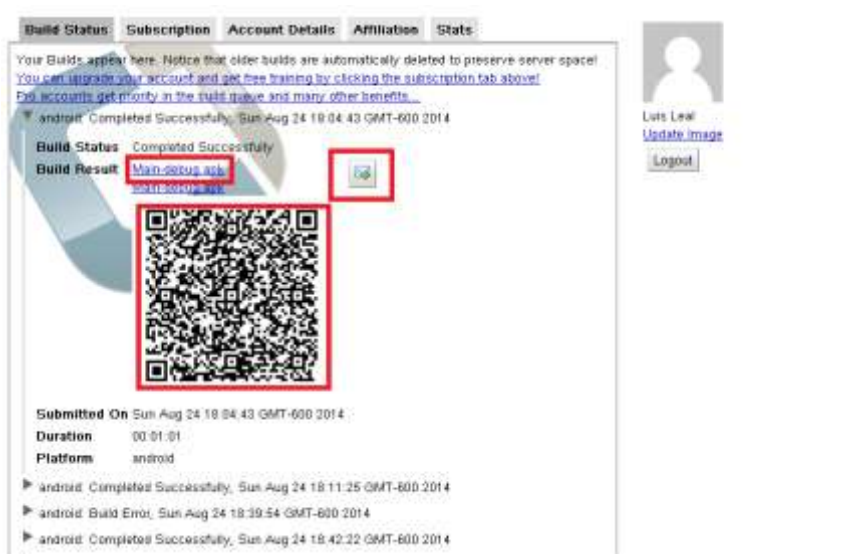 Build Status Subscription Account Details Affiliation Stats
Your Builds appear here. Notice that older builds are automatically deleted to preserve server space!
You can upgrade your account and get free training by clicking the subscription tab above!
Pro accounts get priority in the build queue and many other benefits...
android: Completed Successfully, Sun Aug 24 18:04:43 GMT-600 2014
Build Status Completed Successfully
Build Result Main-debug.apk
Main-debug.apk
Submitted On Sun Aug 24 18:04:43 GMT-600 2014
Duration 00:01:01
Platform android
android: Completed Successfully, Sun Aug 24 18:11:25 GMT-600 2014
android: Build Error, Sun Aug 24 18:39:54 GMT-600 2014
android: Completed Successfully, Sun Aug 24 18:42:22 GMT-600 2014
Luis Leal
Update Image
Logout